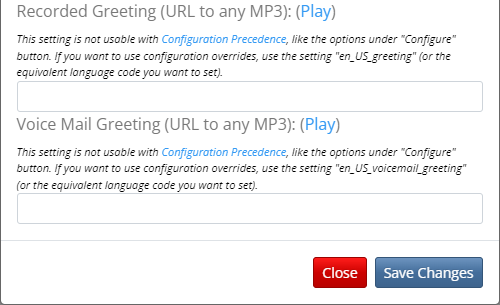 Recorded Greeting (URL to any MP3): (Play)
This setting is not usable with Configuration Precedence, like the options under "Configure"
button. If you want to use configuration overrides, use the setting "en_US_greeting" (or the
equivalent language code you want to set).
Voice Mail Greeting (URL to any MP3): (Play)
This setting is not usable with Configuration Precedence, like the options under "Configure"
button. If you want to use configuration overrides, use the setting "en_US_voicemail_greeting"
(or the equivalent language code you want to set).
Close Save Changes